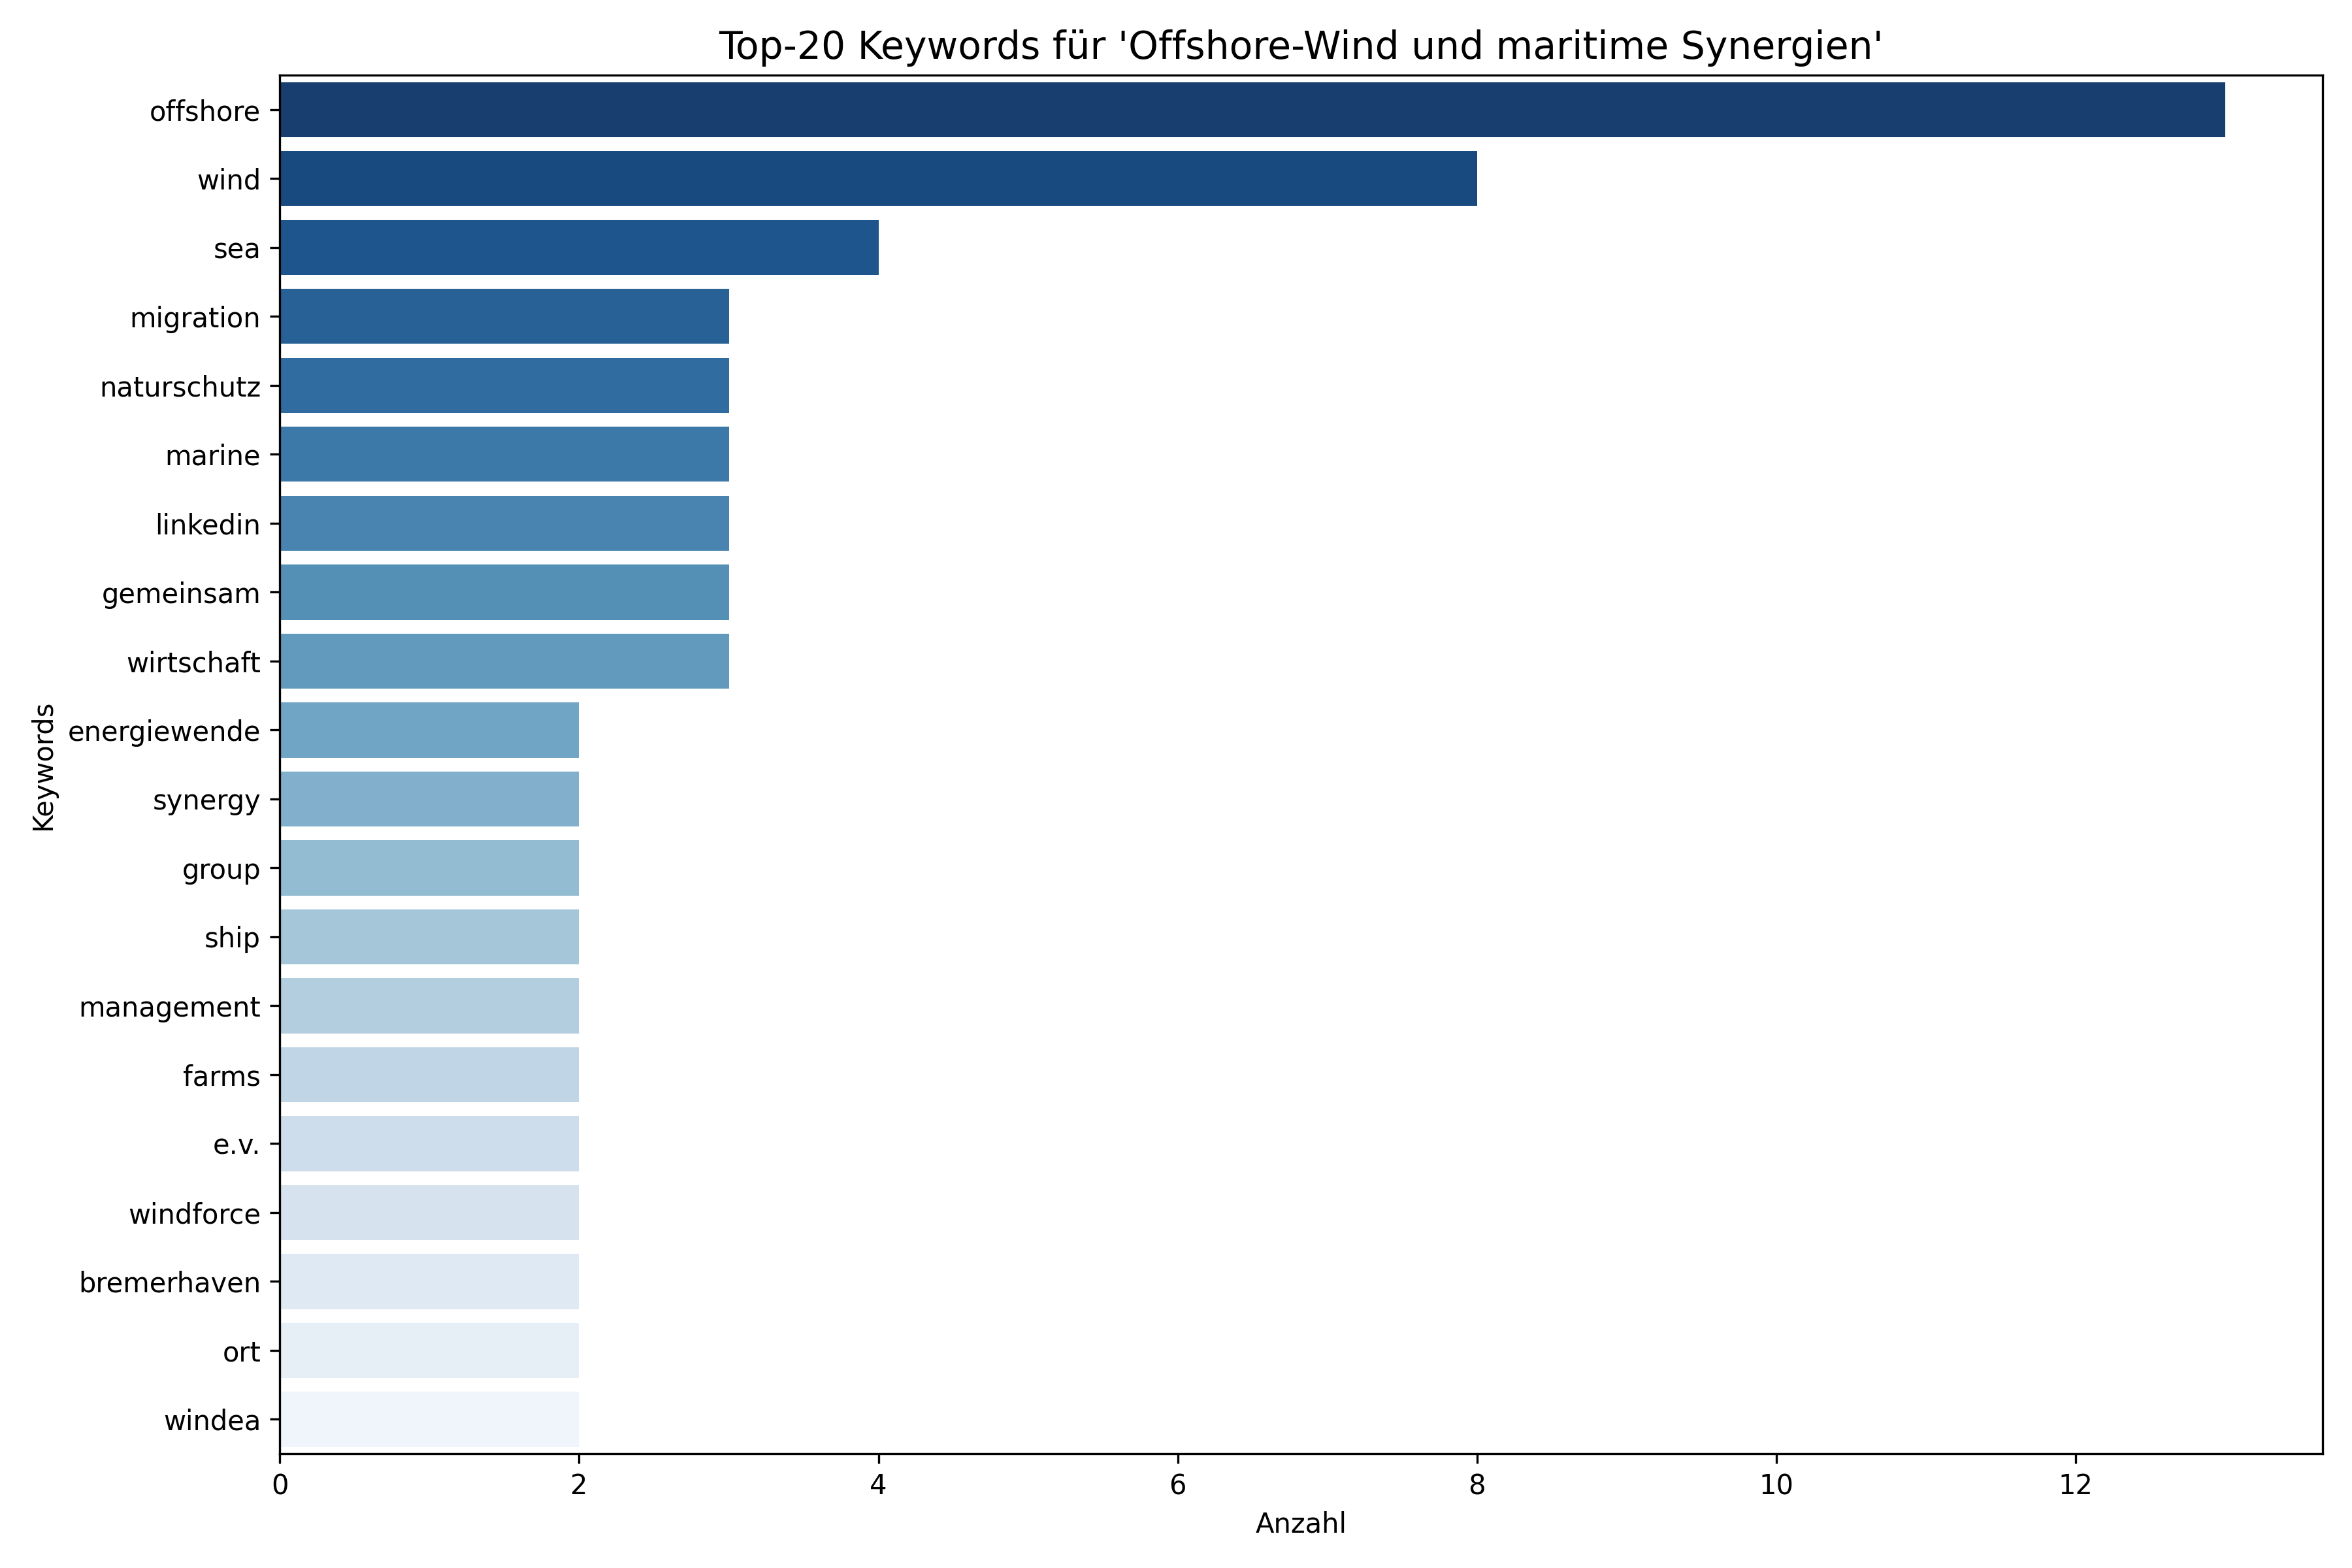 Top-20 Keywords für 'Offshore-Wind und maritime Synergien'
offshore
wind
sea
migration
naturschutz
marine
linkedin
gemeinsam
wirtschaft
energiewende
synergy
group
ship
management
farms
e.v.
windforce
bremerhaven
ort
windea
Keywords
0 2 4 6 8 10 12
Anzahl